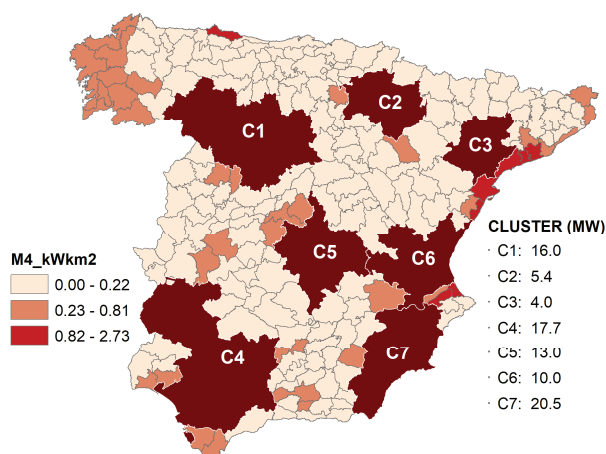 C1
C2
C3
C5
C6
C4
C7
M4_kWkm2
0.00 - 0.22
0.23 - 0.81
0.82 - 2.73
CLUSTER (MW)
· C1: 16.0
· C2: 5.4
· C3: 4.0
· C4: 17.7
· C5: 13.0
· C6: 10.0
· C7: 20.5